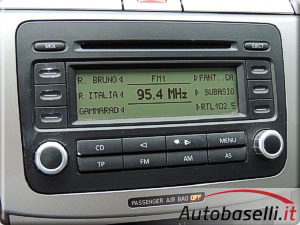 MIX
EJECT
R. BRUNO FM1 FANT..CA
R ITALIA 95.4 MHz SUBASIO
GAMMARAD RTL102.5
CD MENU
TP FM AM AS
PASSENGER AIR BAG OFF
Autobaselli.it